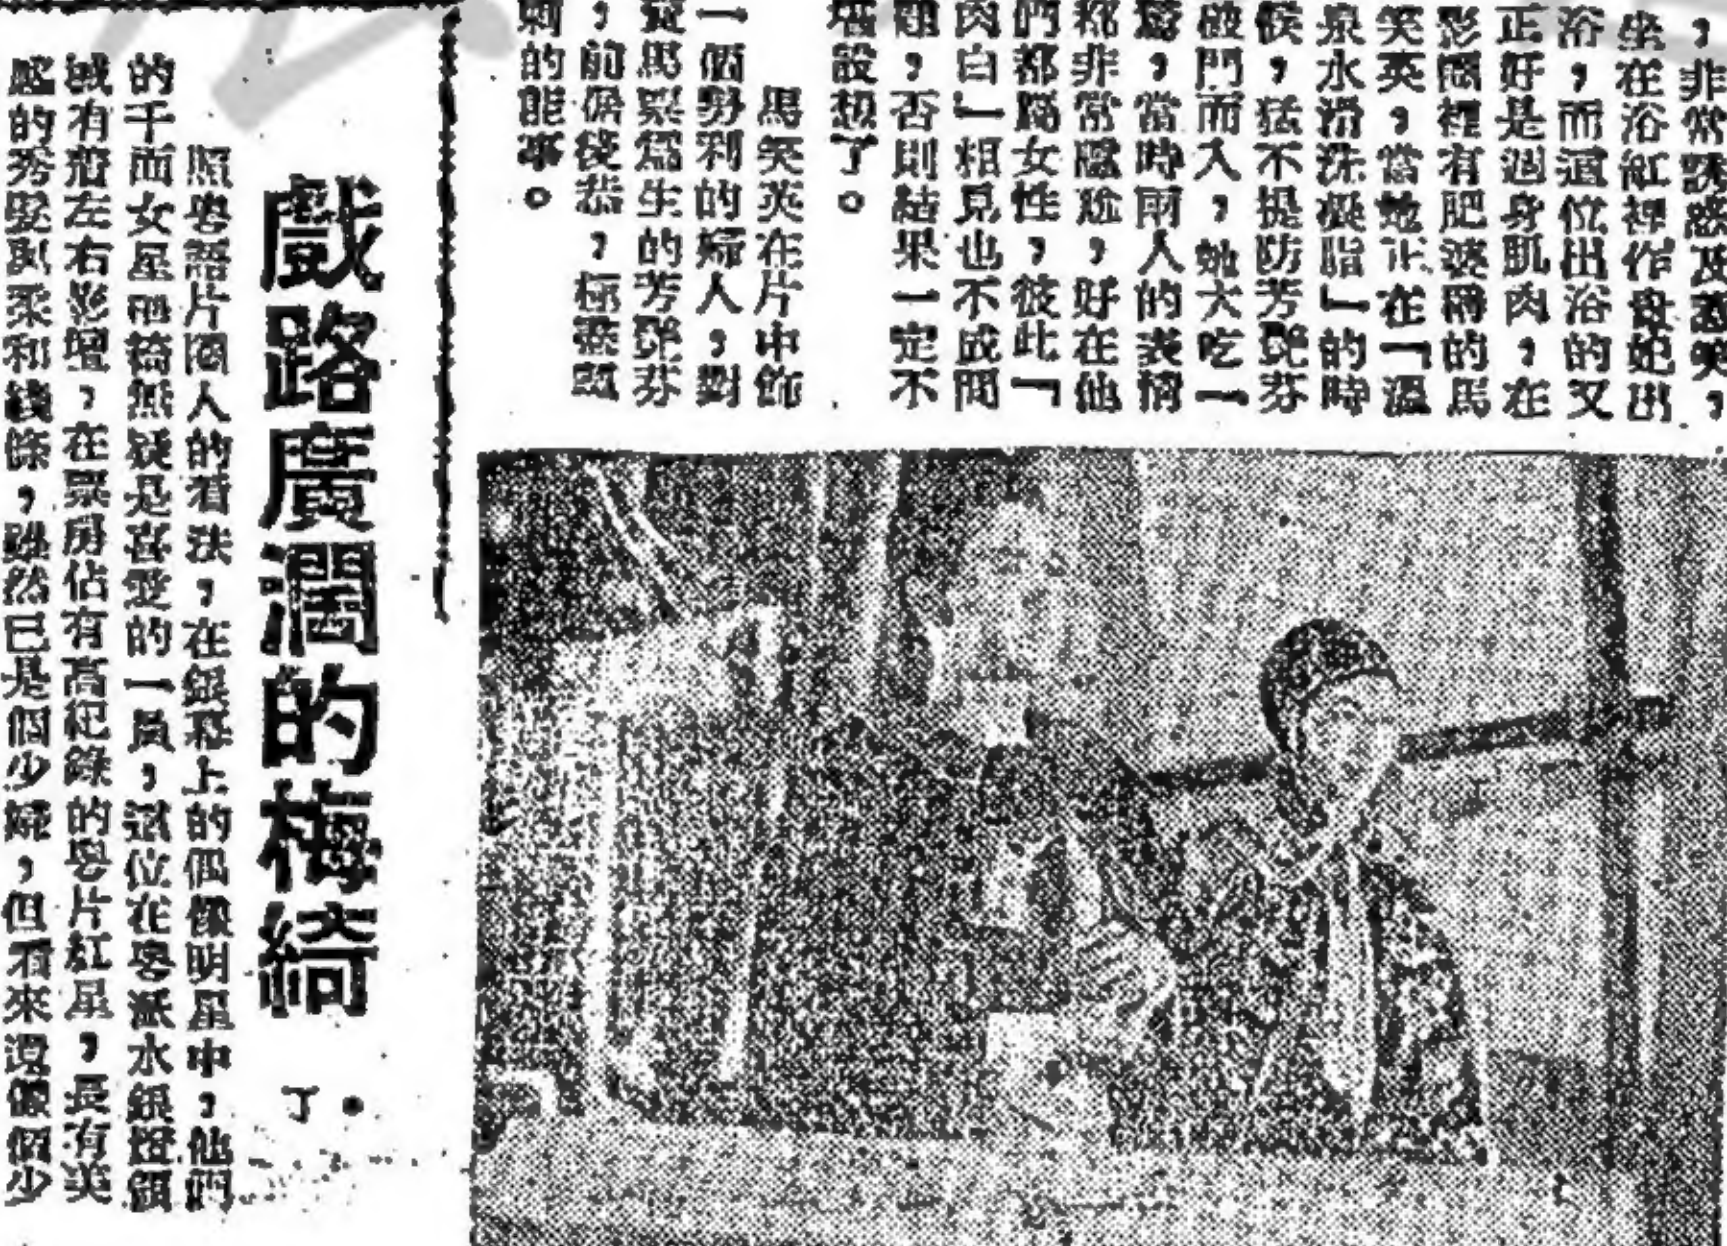 ，非常誘惑及惹笑，
坐在浴缸裡作貴妃出
浴，而這位出浴的又
正好是過身肌肉，在
影圈裡有肥婆稱的馬
笑英，當她正在「溫
泉水滑洗凝脂」的時
候，猛不提防芳艷芬
破門而入，她大吃一
驚，當時兩人的表情
都非常尷尬，好在他
們都屬女性，彼此「
肉白」相見也不成問
題，否則結果一定不
堪設想了。
馬笑英在片中飾
一個勢利的婦人，對
從馬票為生的芳艷芬
，前倨後恭，極盡諷
刺的能事。
戲路廣濶的梅綺
丁
照粵語片圈人的看法，在銀幕上的偶像明星中，他們
的千面女星梅綺無疑是喜愛的一員，這位在粵派水銀燈領
域有着左右影壇，在票房佔有高紀錄的粵片紅星，長有美
感的秀髮與柔和綫條，雖然已是個少婦，但看來還像個少